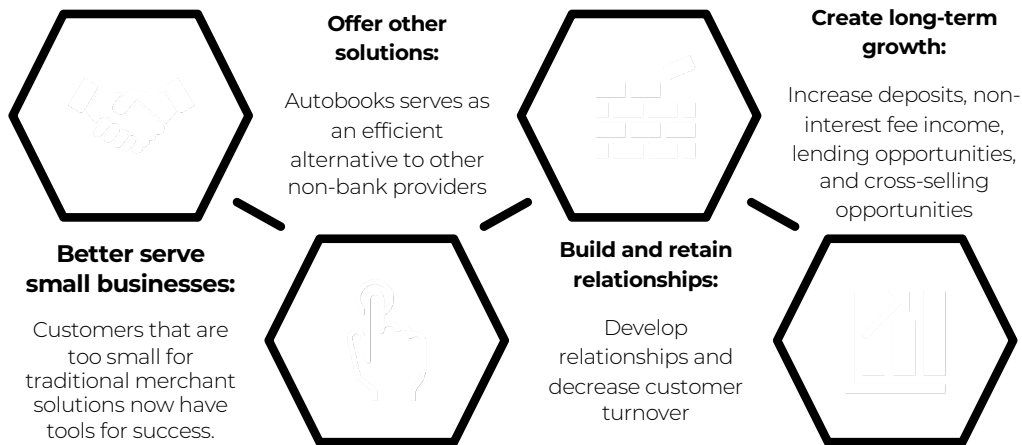 Better serve
small businesses:
Customers that are
too small for
traditional merchant
solutions now have
tools for success.
Offer other
solutions:
Autobooks serves as
an efficient
alternative to other
non-bank providers
Build and retain
relationships:
Develop
relationships and
decrease customer
turnover
Create long-term
growth:
Increase deposits, non-
interest fee income,
lending opportunities,
and cross-selling
opportunities